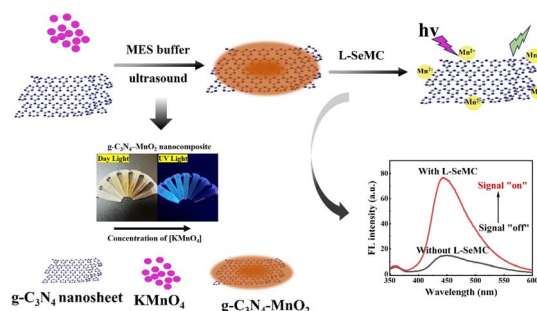 MES buffer
ultrasound
L-SeMC
hν
Mn²⁺
Mn²⁺
Mn²⁺
g-C₃N₄-MnO₂ nanocomposite
Day Light
UV Light
Concentration of [KMnO₄]
With L-SeMC
Signal "on"
Signal "off"
Without L-SeMC
FL intensity (a.u.)
80
60
40
20
0
350 400 450 500 550 600
Wavelength (nm)
g-C₃N₄ nanosheet
KMnO₄
g-C₃N₄-MnO₂